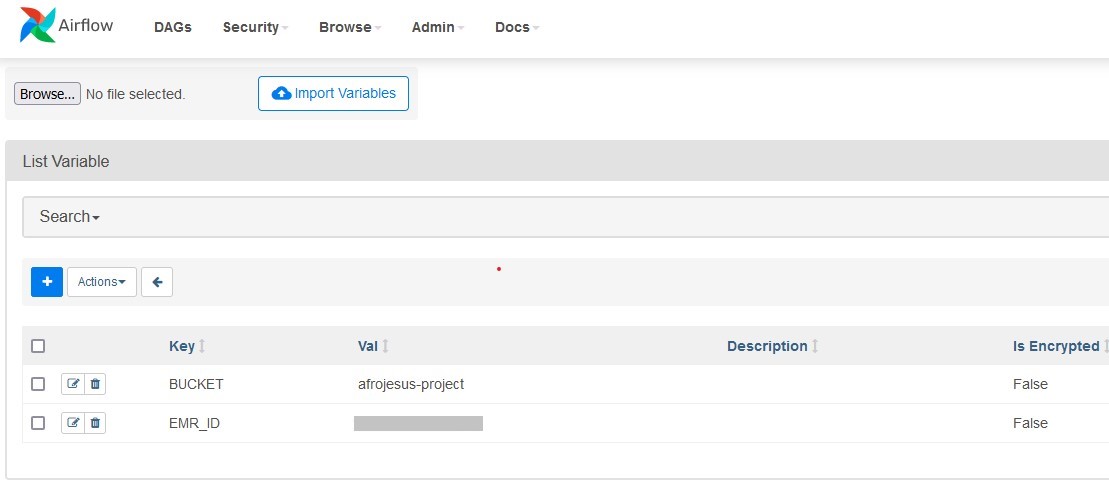 Airflow DAGs Security Browse Admin Docs
Browse... No file selected. Import Variables
List Variable
Search
+ Actions
Key Val Description Is Encrypted
BUCKET afrojesus-project False
EMR_ID False